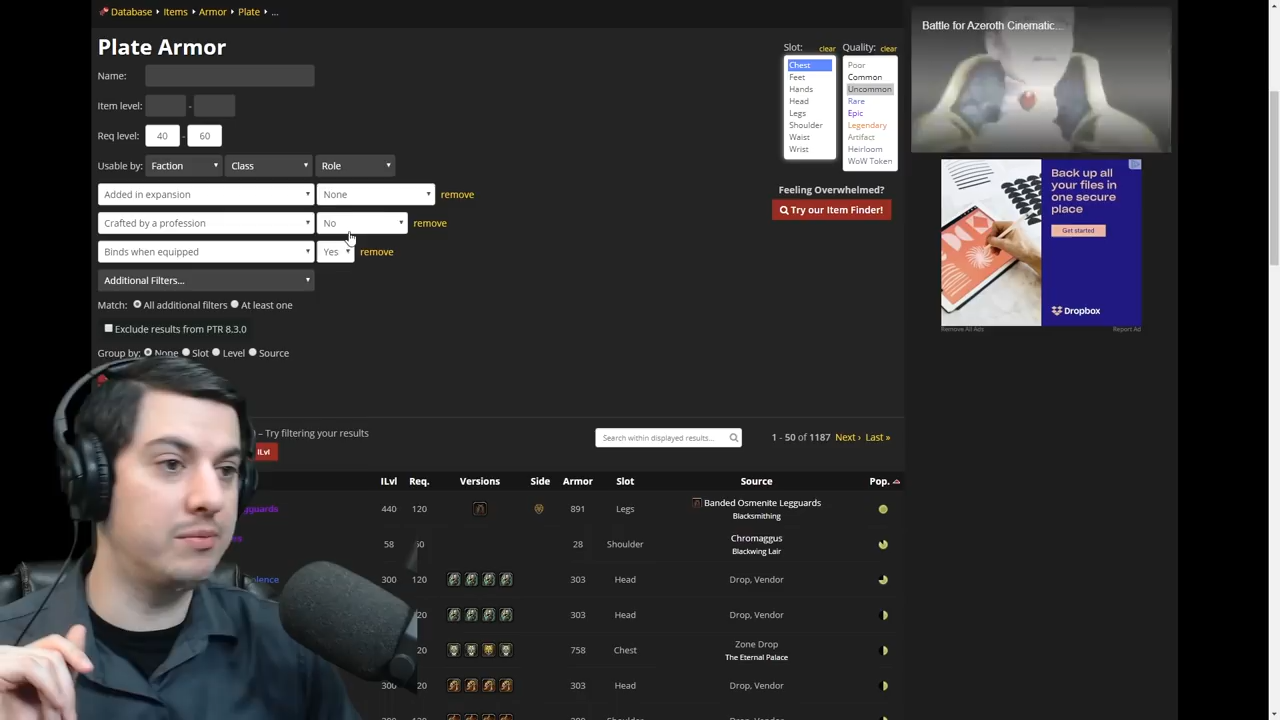 Database › Items › Armor › Plate › ...
Plate Armor
Name:
Item level: -
Req level: 40 - 60
Usable by: Faction Class Role
Added in expansion None remove
Crafted by a profession No remove
Binds when equipped Yes remove
Additional Filters...
Match: All additional filters At least one
Exclude results from PTR 8.3.0
Group by: None Slot Level Source
Slot: clear
Chest
Feet
Hands
Head
Legs
Shoulder
Waist
Wrist
Quality: clear
Poor
Common
Uncommon
Rare
Epic
Legendary
Artifact
Heirloom
WoW Token
Feeling Overwhelmed?
Try our Item Finder!
Battle for Azeroth Cinematic...
Back up all
your files in
one secure
place
Get started
Dropbox
Remove All Ads
Report Ad
– Try filtering your results
iLvl
Search within displayed results...
1 - 50 of 1187 Next › Last »
ILvl Req. Versions Side Armor Slot Source Pop.
440 120 891 Legs Banded Osmenite Legguards
Blacksmithing
58 28 Shoulder Chromaggus
Blackwing Lair
300 120 303 Head Drop, Vendor
303 Head Drop, Vendor
758 Chest Zone Drop
The Eternal Palace
303 Head Drop, Vendor